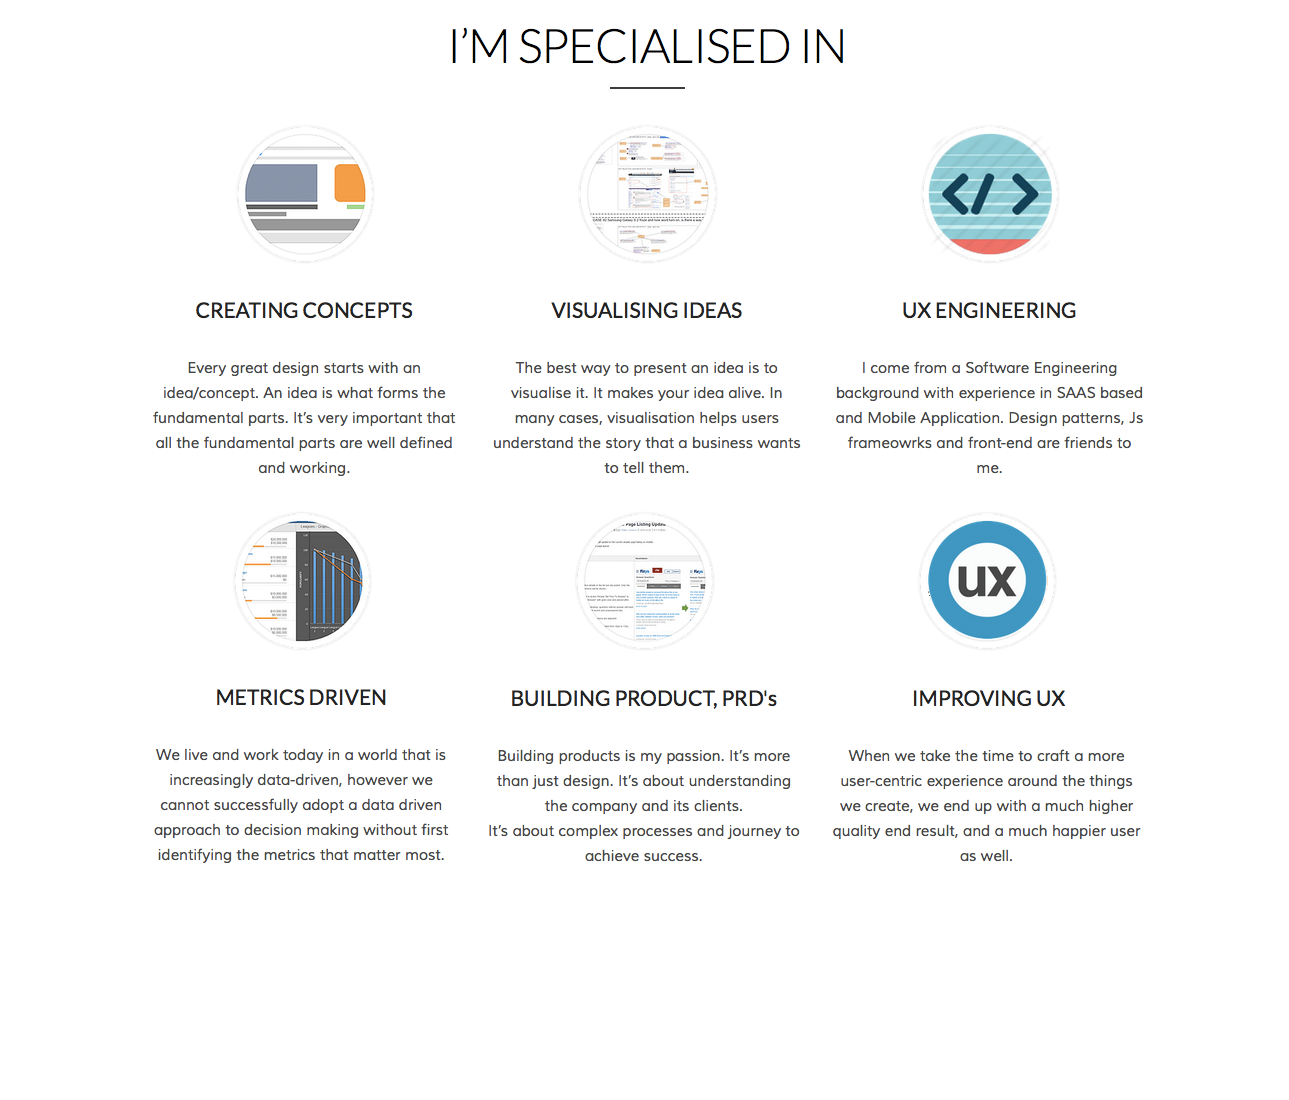 I’M SPECIALISED IN
CREATING CONCEPTS
Every great design starts with an
idea/concept. An idea is what forms the
fundamental parts. It’s very important that
all the fundamental parts are well defined
and working.
VISUALISING IDEAS
The best way to present an idea is to
visualise it. It makes your idea alive. In
many cases, visualisation helps users
understand the story that a business wants
to tell them.
UX ENGINEERING
I come from a Software Engineering
background with experience in SAAS based
and Mobile Application. Design patterns, Js
frameowrks and front-end are friends to
me.
METRICS DRIVEN
We live and work today in a world that is
increasingly data-driven, however we
cannot successfully adopt a data driven
approach to decision making without first
identifying the metrics that matter most.
Page Listing Upda
BUILDING PRODUCT, PRD's
Building products is my passion. It’s more
than just design. It’s about understanding
the company and its clients.
It’s about complex processes and journey to
achieve success.
UX
IMPROVING UX
When we take the time to craft a more
user-centric experience around the things
we create, we end up with a much higher
quality end result, and a much happier user
as well.